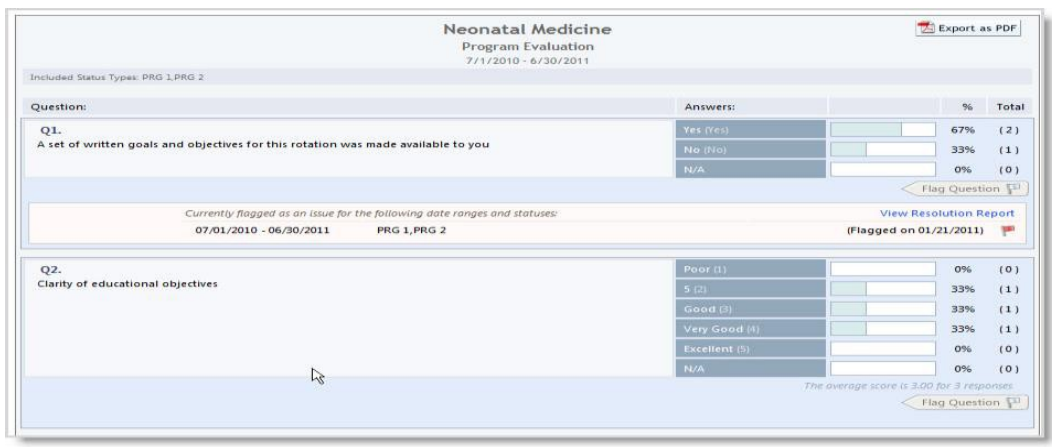 Neonatal Medicine
Export as PDF
Program Evaluation
7/1/2010 - 6/30/2011
Included Status Types: PRG 1,PRG 2
Question: Answers: % Total
Q1.
A set of written goals and objectives for this rotation was made available to you
Yes (Yes) 67% (2)
No (No) 33% (1)
N/A 0% (0)
Flag Question
Currently flagged as an issue for the following date ranges and statuses: View Resolution Report
07/01/2010 - 06/30/2011 PRG 1,PRG 2 (Flagged on 01/21/2011)
Q2.
Clarity of educational objectives
Poor (1) 0% (0)
5 (2) 33% (1)
Good (3) 33% (1)
Very Good (4) 33% (1)
Excellent (5) 0% (0)
N/A 0% (0)
The average score is 3.00 for 3 responses
Flag Question